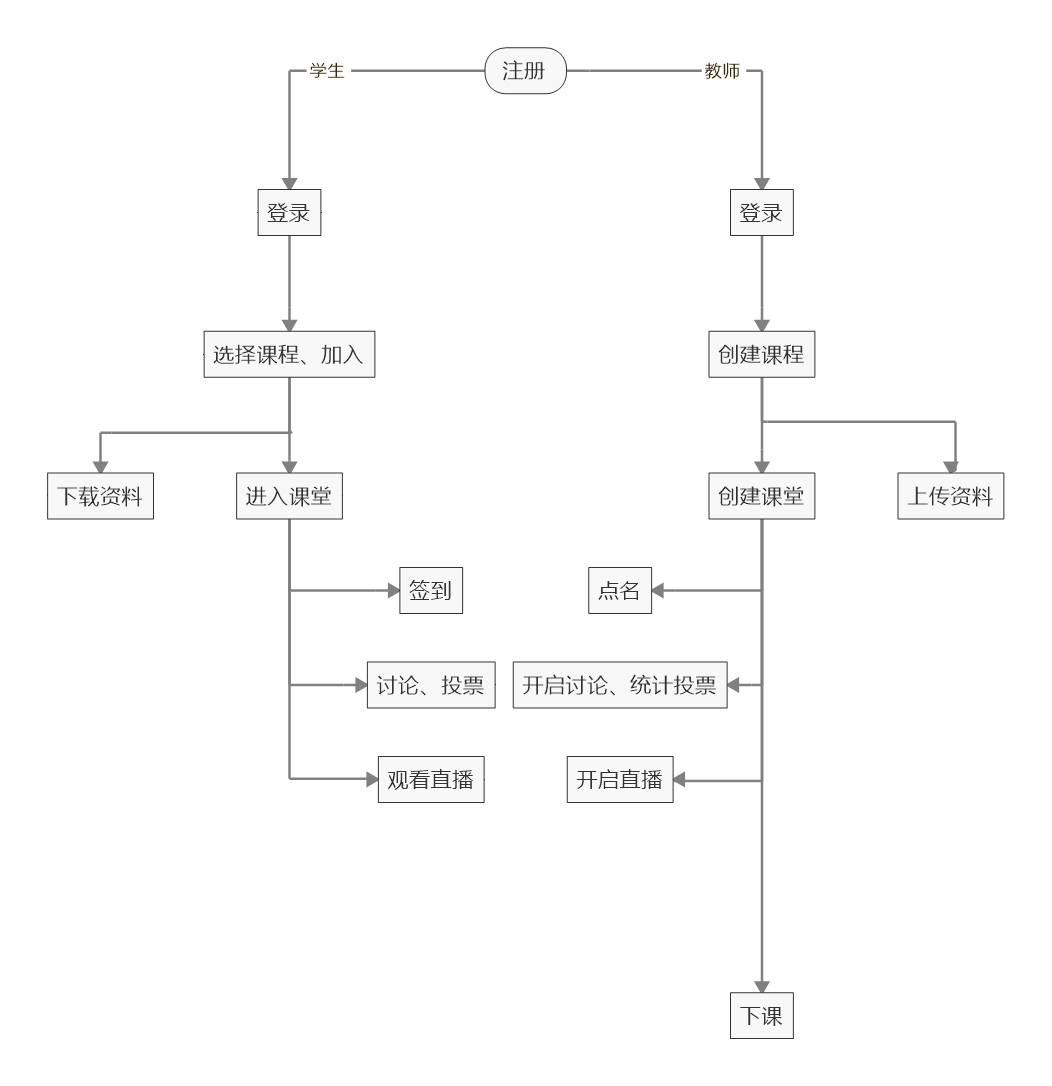 学生
注册
教师
登录
登录
选择课程、加入
创建课程
下载资料
进入课堂
创建课堂
上传资料
签到
点名
讨论、投票
开启讨论、统计投票
观看直播
开启直播
下课